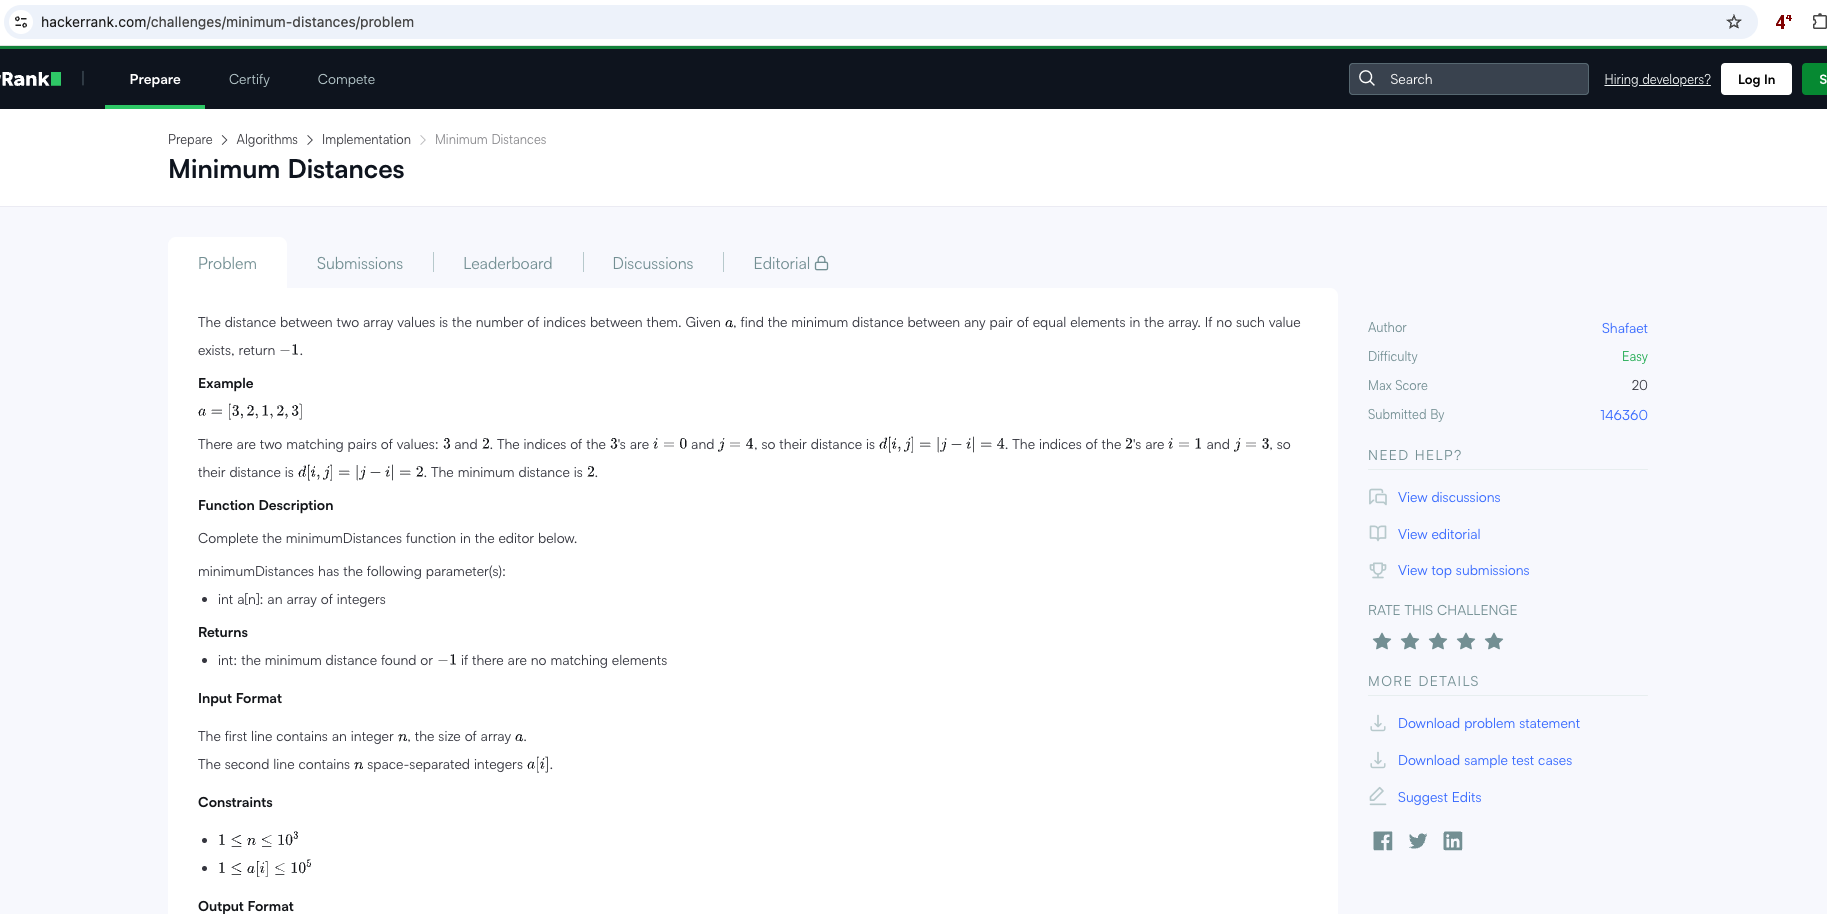 hackerrank.com/challenges/minimum-distances/problem
4⁴
Rank
Prepare
Certify
Compete
Search
Hiring developers?
Log In
S
Prepare > Algorithms > Implementation > Minimum Distances
Minimum Distances
Problem
Submissions
Leaderboard
Discussions
Editorial
The distance between two array values is the number of indices between them. Given a, find the minimum distance between any pair of equal elements in the array. If no such value
exists, return −1.
Example
a = [3, 2, 1, 2, 3]
There are two matching pairs of values: 3 and 2. The indices of the 3's are i = 0 and j = 4, so their distance is d[i, j] = |j − i| = 4. The indices of the 2's are i = 1 and j = 3, so
their distance is d[i, j] = |j − i| = 2. The minimum distance is 2.
Function Description
Complete the minimumDistances function in the editor below.
minimumDistances has the following parameter(s):
• int a[n]: an array of integers
Returns
• int: the minimum distance found or −1 if there are no matching elements
Input Format
The first line contains an integer n, the size of array a.
The second line contains n space-separated integers a[i].
Constraints
• 1 ≤ n ≤ 10³
• 1 ≤ a[i] ≤ 10⁵
Output Format
Author Shafaet
Difficulty Easy
Max Score 20
Submitted By 146360
NEED HELP?
View discussions
View editorial
View top submissions
RATE THIS CHALLENGE
MORE DETAILS
Download problem statement
Download sample test cases
Suggest Edits